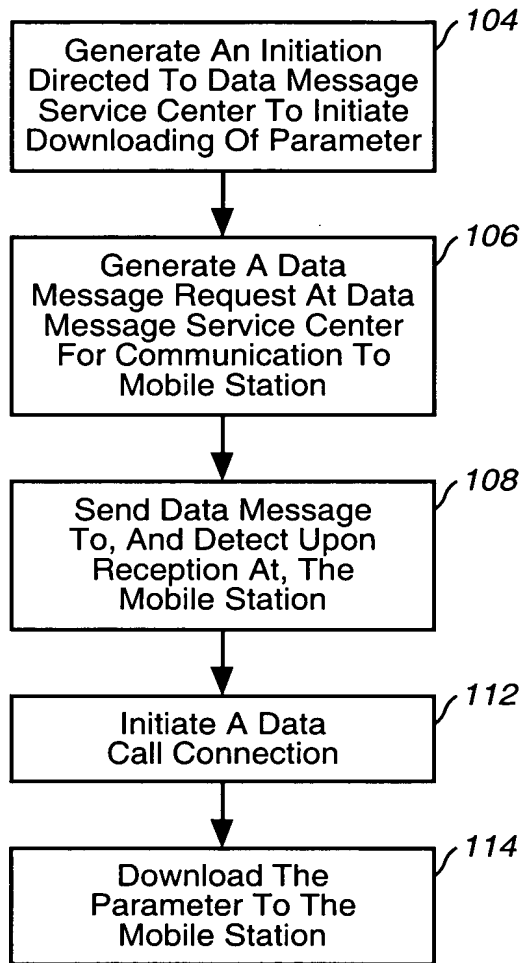 104
Generate An Initiation
Directed To Data Message
Service Center To Initiate
Downloading Of Parameter
106
Generate A Data
Message Request At Data
Message Service Center
For Communication To
Mobile Station
108
Send Data Message
To, And Detect Upon
Reception At, The
Mobile Station
112
Initiate A Data
Call Connection
114
Download The
Parameter To The
Mobile Station